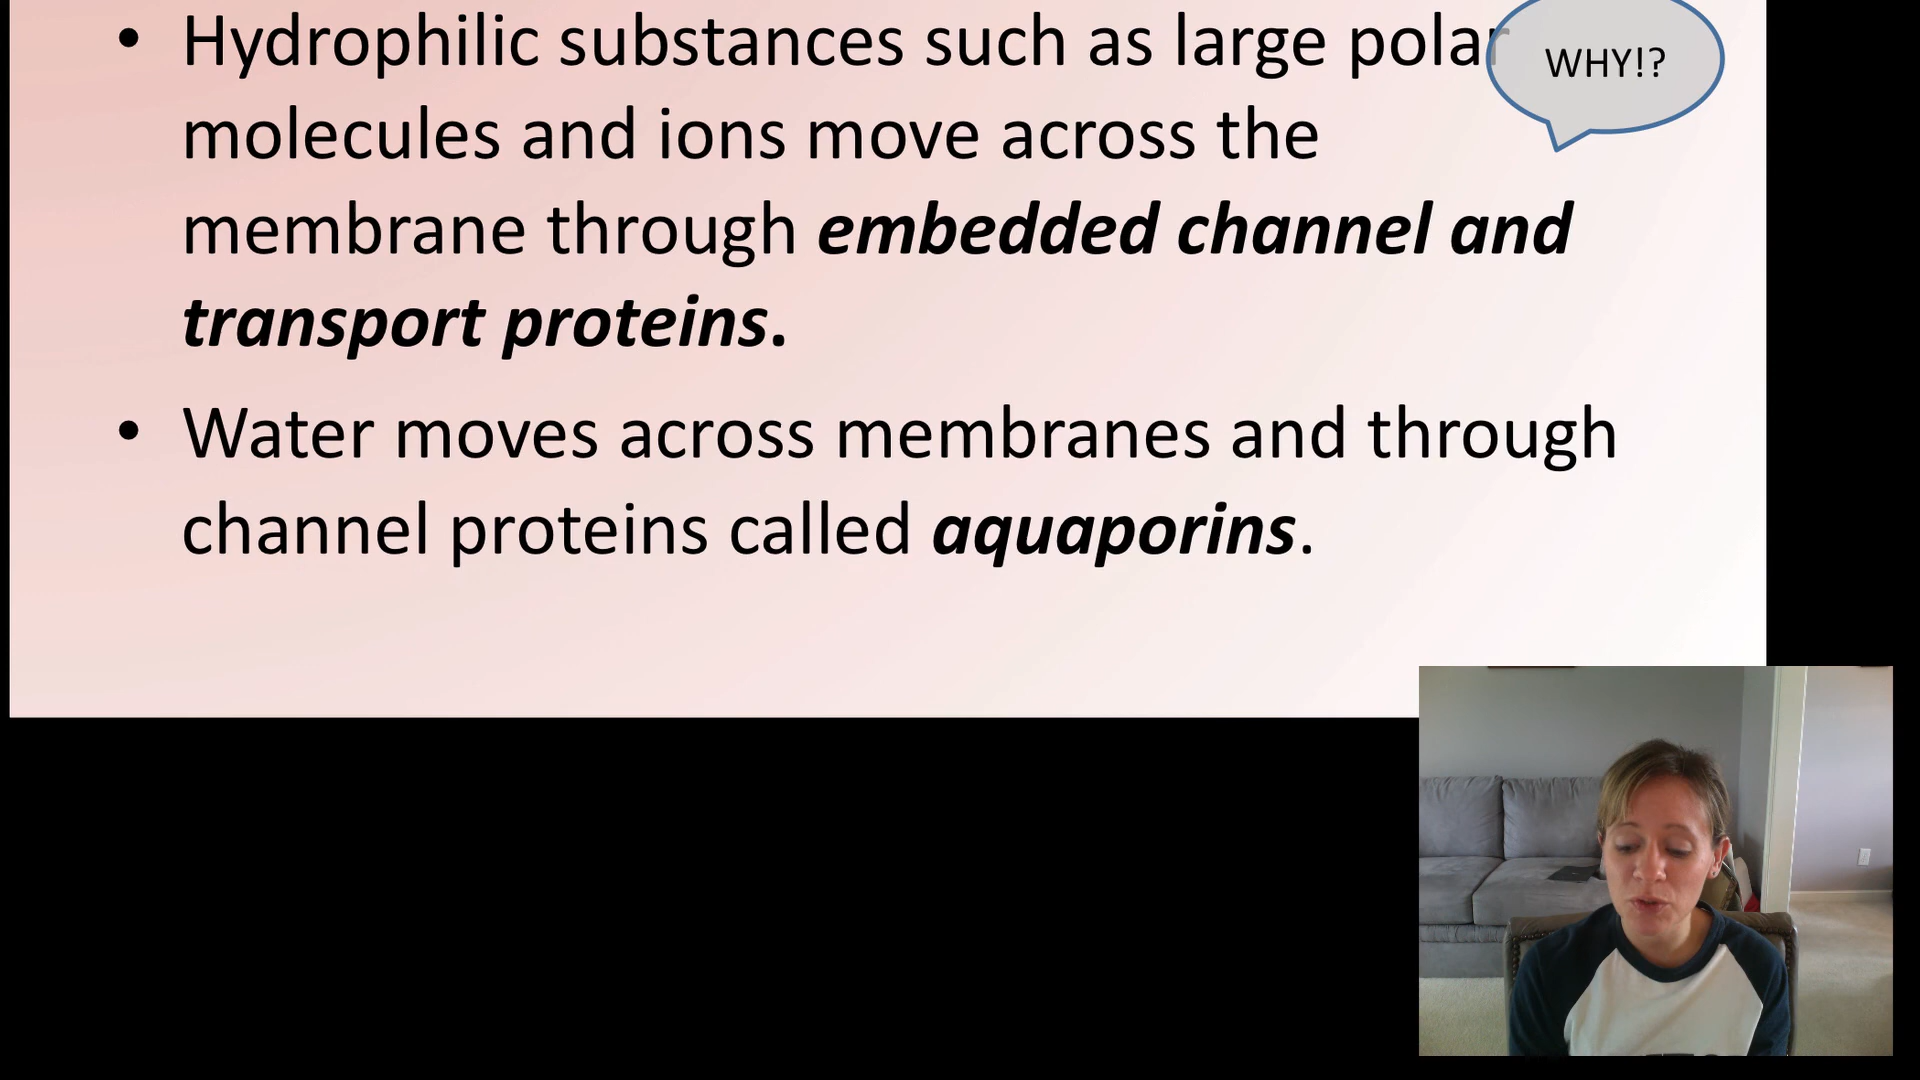 • Hydrophilic substances such as large polar
WHY!?
molecules and ions move across the
membrane through embedded channel and
transport proteins.
• Water moves across membranes and through
channel proteins called aquaporins.